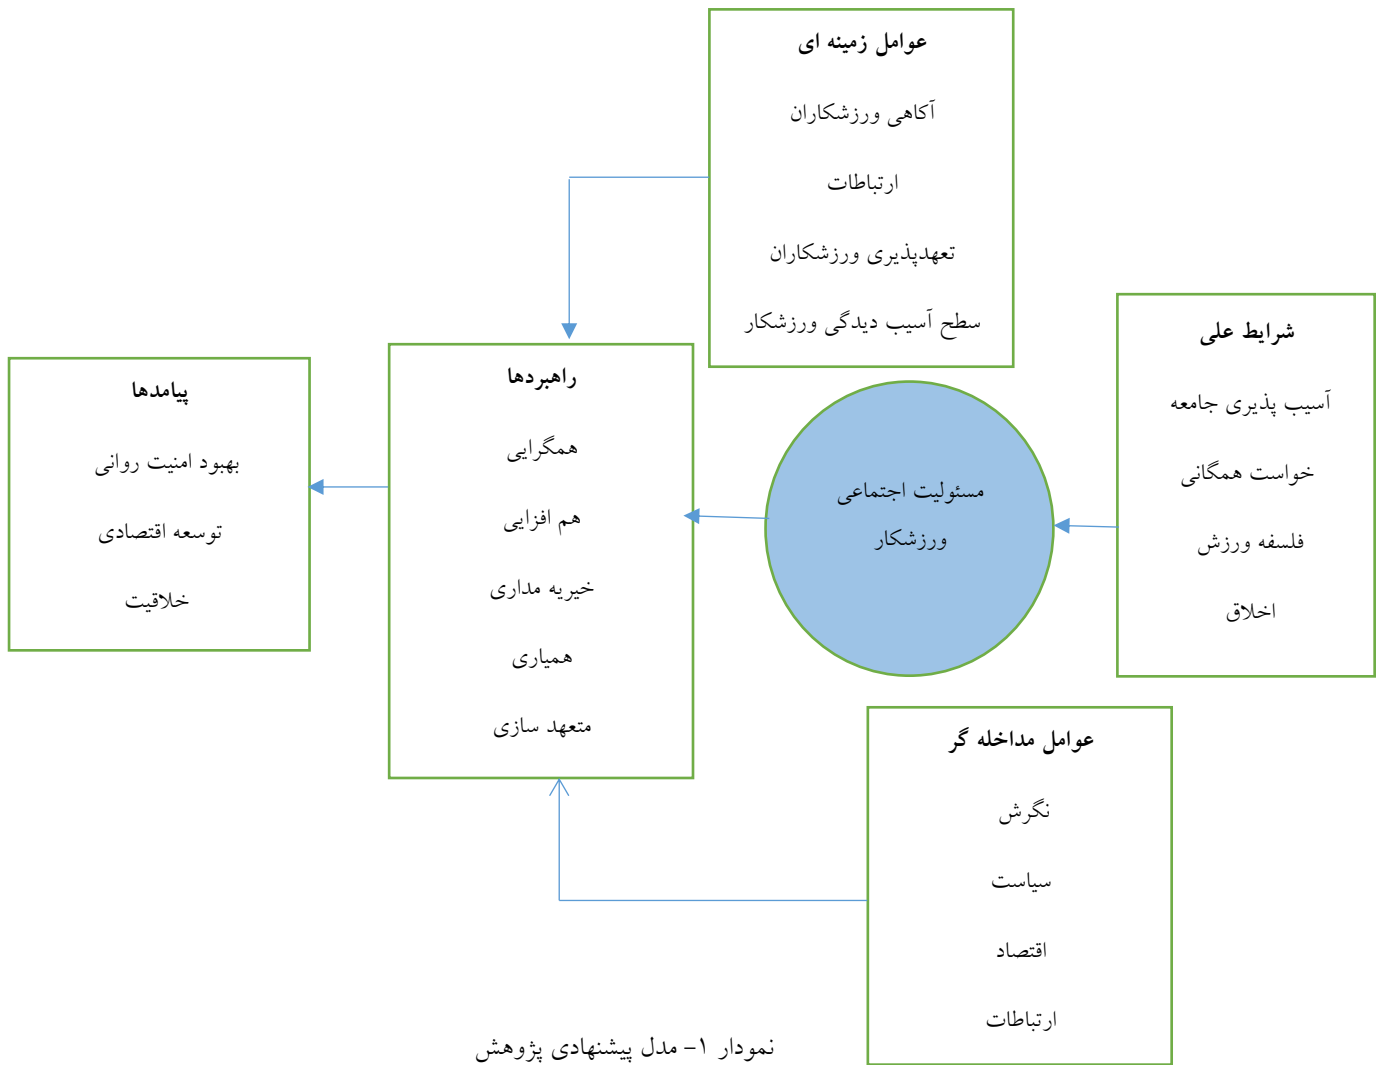 عوامل زمینه ای
آکاهی ورزشکاران
ارتباطات
تعهدپذیری ورزشکاران
سطح آسیب دیدگی ورزشکار
شرایط علی
آسیب پذیری جامعه
خواست همگانی
فلسفه ورزش
اخلاق
مسئولیت اجتماعی
ورزشکار
راهبردها
همگرایی
هم افزایی
خیریه مداری
همیاری
متعهد سازی
پیامدها
بهبود امنیت روانی
توسعه اقتصادی
خلاقیت
عوامل مداخله گر
نگرش
سیاست
اقتصاد
ارتباطات
نمودار ۱- مدل پیشنهادی پژوهش